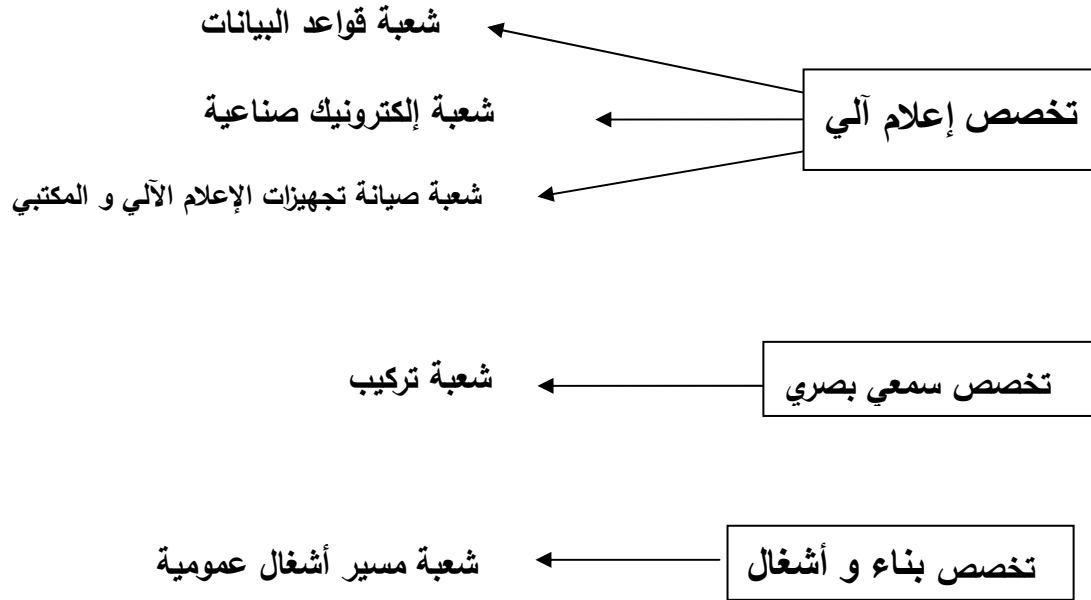 تخصص إعلام آلي
شعبة قواعد البيانات
شعبة إلكترونيك صناعية
شعبة صيانة تجهيزات الإعلام الآلي و المكتبي
تخصص سمعي بصري
شعبة تركيب
تخصص بناء و أشغال
شعبة مسير أشغال عمومية